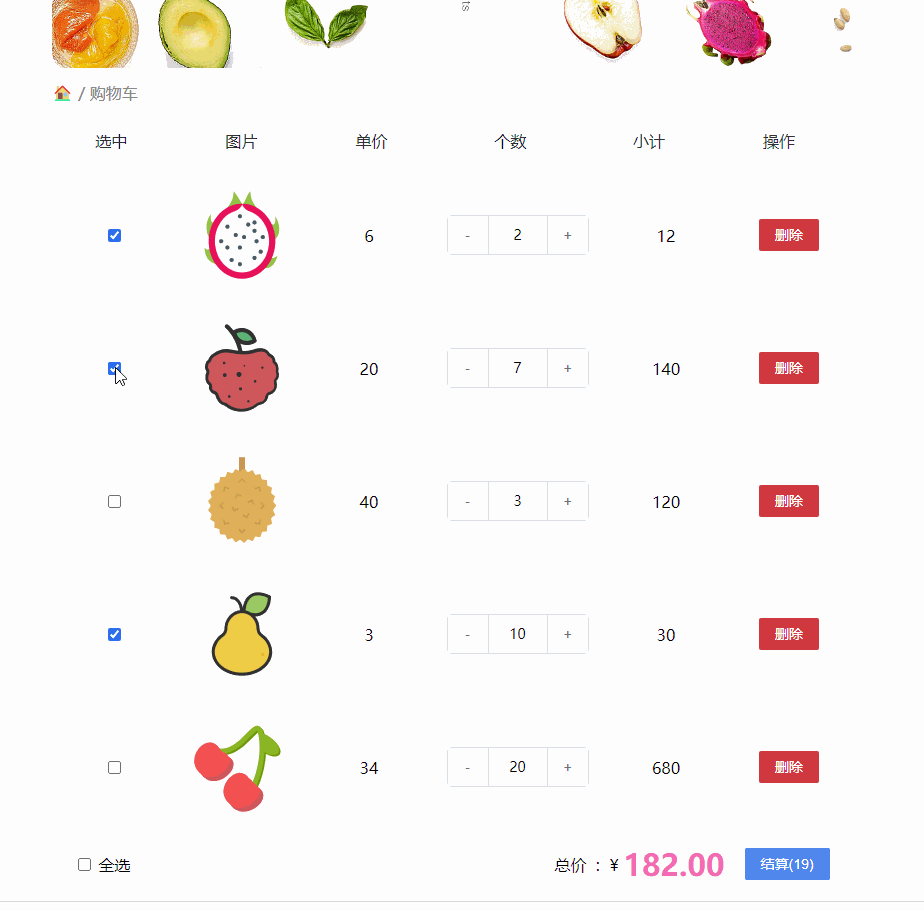 ts
/ 购物车
选中 图片 单价 个数 小计 操作
6 - 2 + 12 删除
20 - 7 + 140 删除
40 - 3 + 120 删除
3 - 10 + 30 删除
34 - 20 + 680 删除
全选 总价 : ¥ 182.00 结算(19)